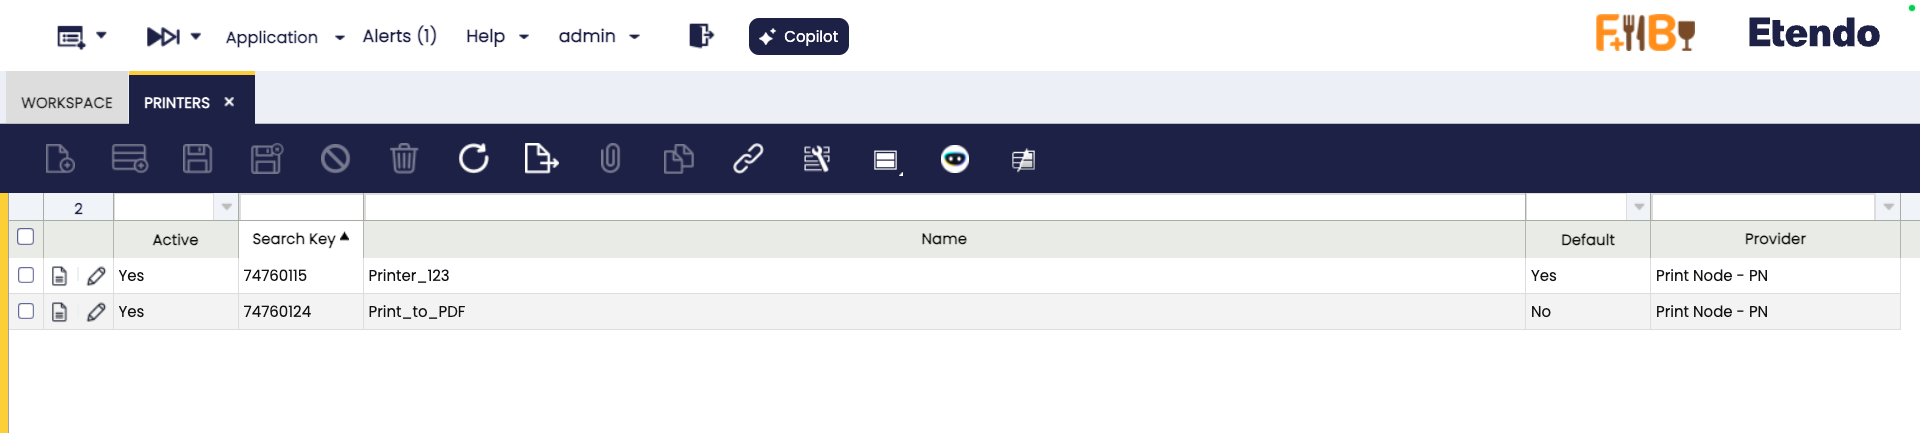 Application Alerts (1) Help admin Copilot F+B Etendo
WORKSPACE PRINTERS ×
2
Active Search Key Name Default Provider
Yes 74760115 Printer_123 Yes Print Node - PN
Yes 74760124 Print_to_PDF No Print Node - PN